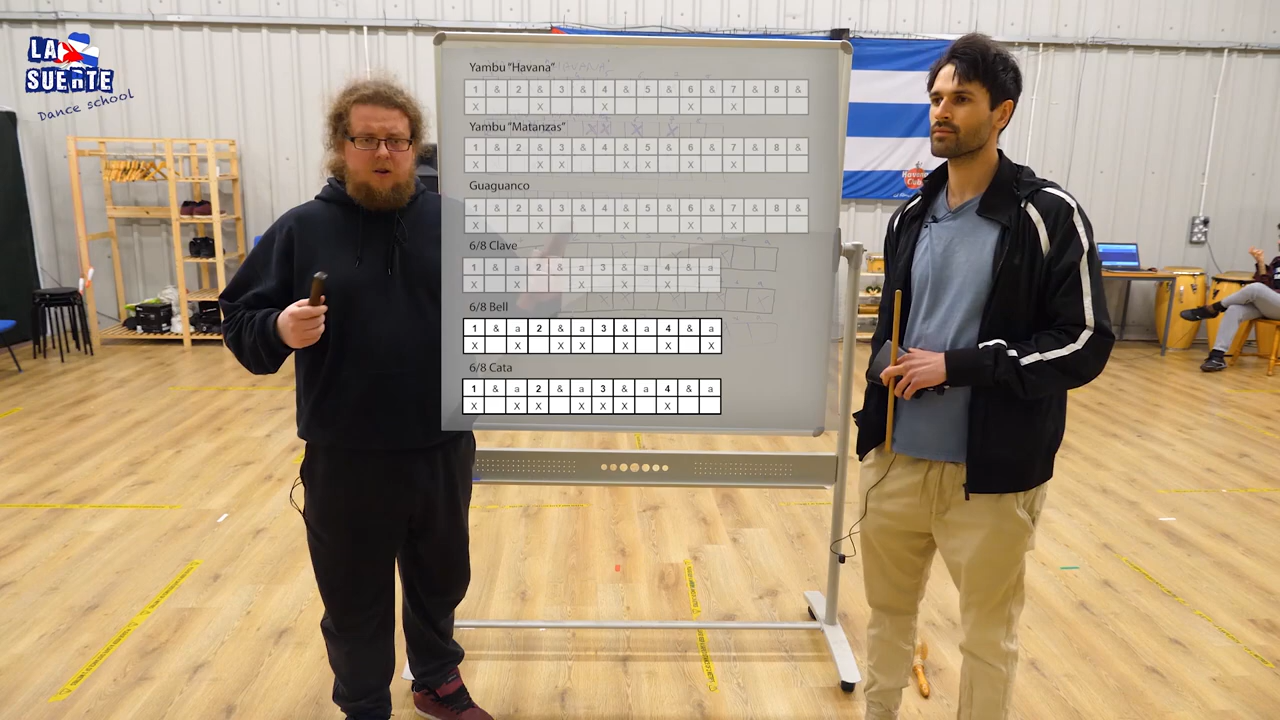 LA
SUERTE
Dance school
Yambu "Havana"
1 & 2 & 3 & 4 & 5 & 6 & 7 & 8 &
X X X X X
Yambu "Matanzas"
1 & 2 & 3 & 4 & 5 & 6 & 7 & 8 &
X X X X X X X
Guaguanco
1 & 2 & 3 & 4 & 5 & 6 & 7 & 8 &
X X X X X
6/8 Clave
1 & a 2 & a 3 & a 4 & a
X X X X X
6/8 Bell
1 & a 2 & a 3 & a 4 & a
X X X X X X X
6/8 Cata
1 & a 2 & a 3 & a 4 & a
X X X X X X X
Havana
Club